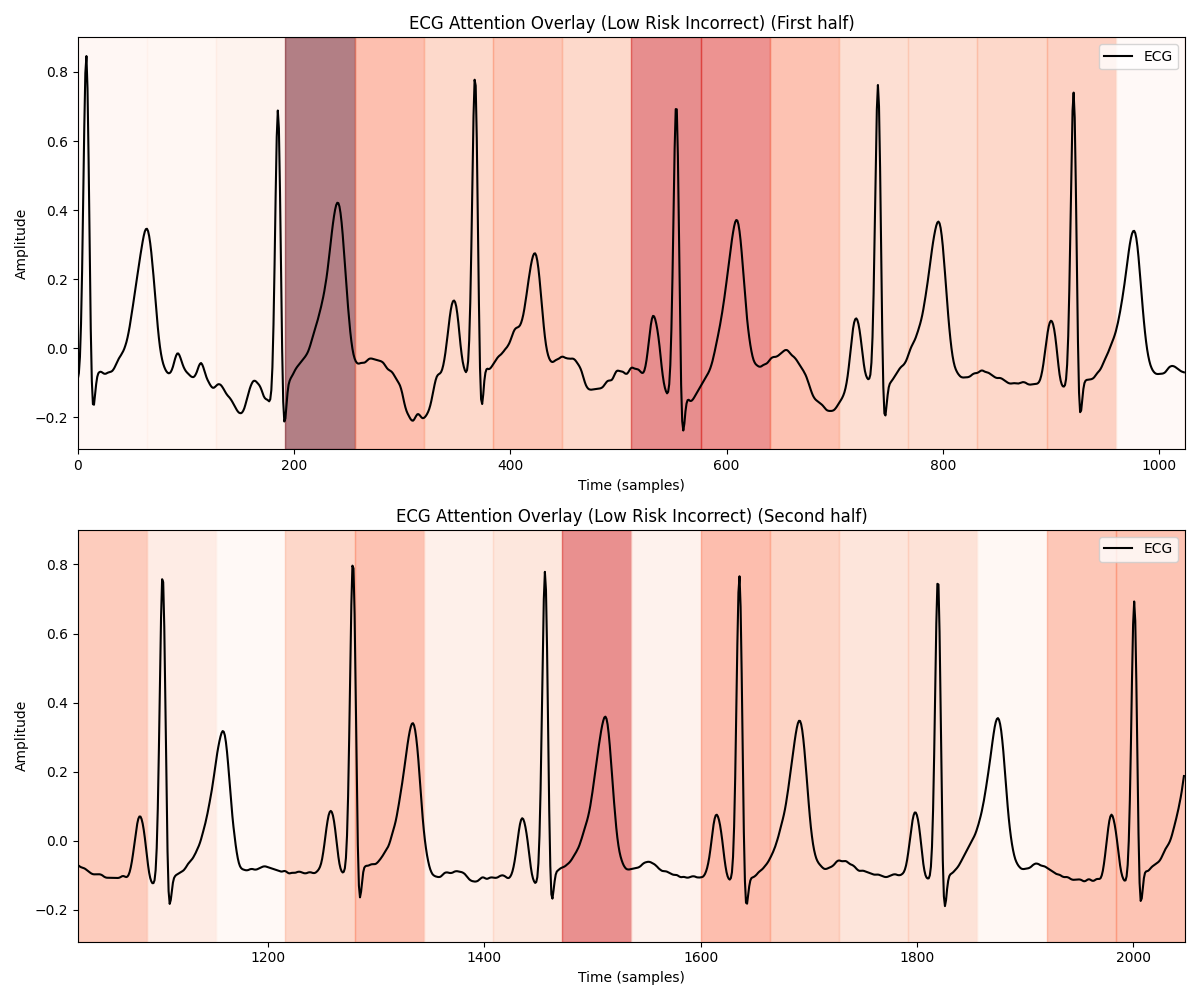 ECG Attention Overlay (Low Risk Incorrect) (First half)
ECG
0.8
0.6
0.4
0.2
0.0
−0.2
Amplitude
0 200 400 600 800 1000
Time (samples)
ECG Attention Overlay (Low Risk Incorrect) (Second half)
ECG
0.8
0.6
0.4
0.2
0.0
−0.2
Amplitude
1200 1400 1600 1800 2000
Time (samples)